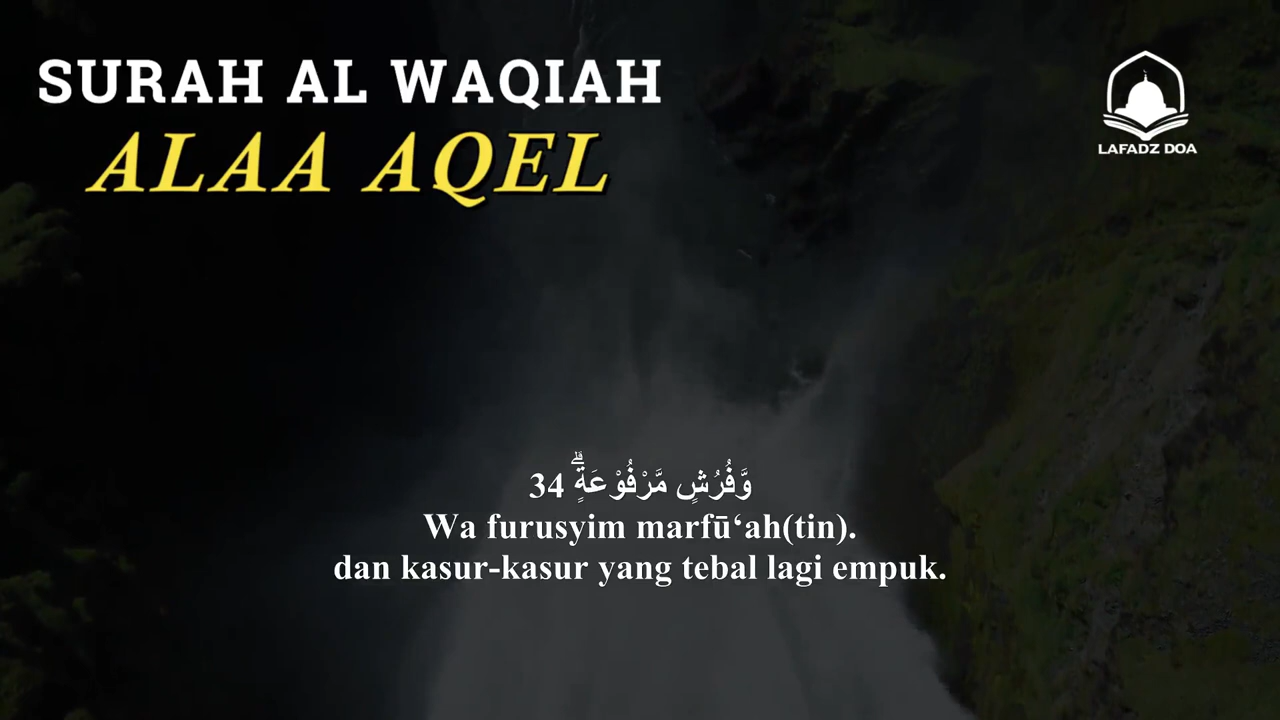 SURAH AL WAQIAH
ALAA AQEL
LAFADZ DOA
وَّفُرُشٍ مَّرْفُوْعَةٍۗ 34
Wa furusyim marfū‘ah(tin).
dan kasur-kasur yang tebal lagi empuk.